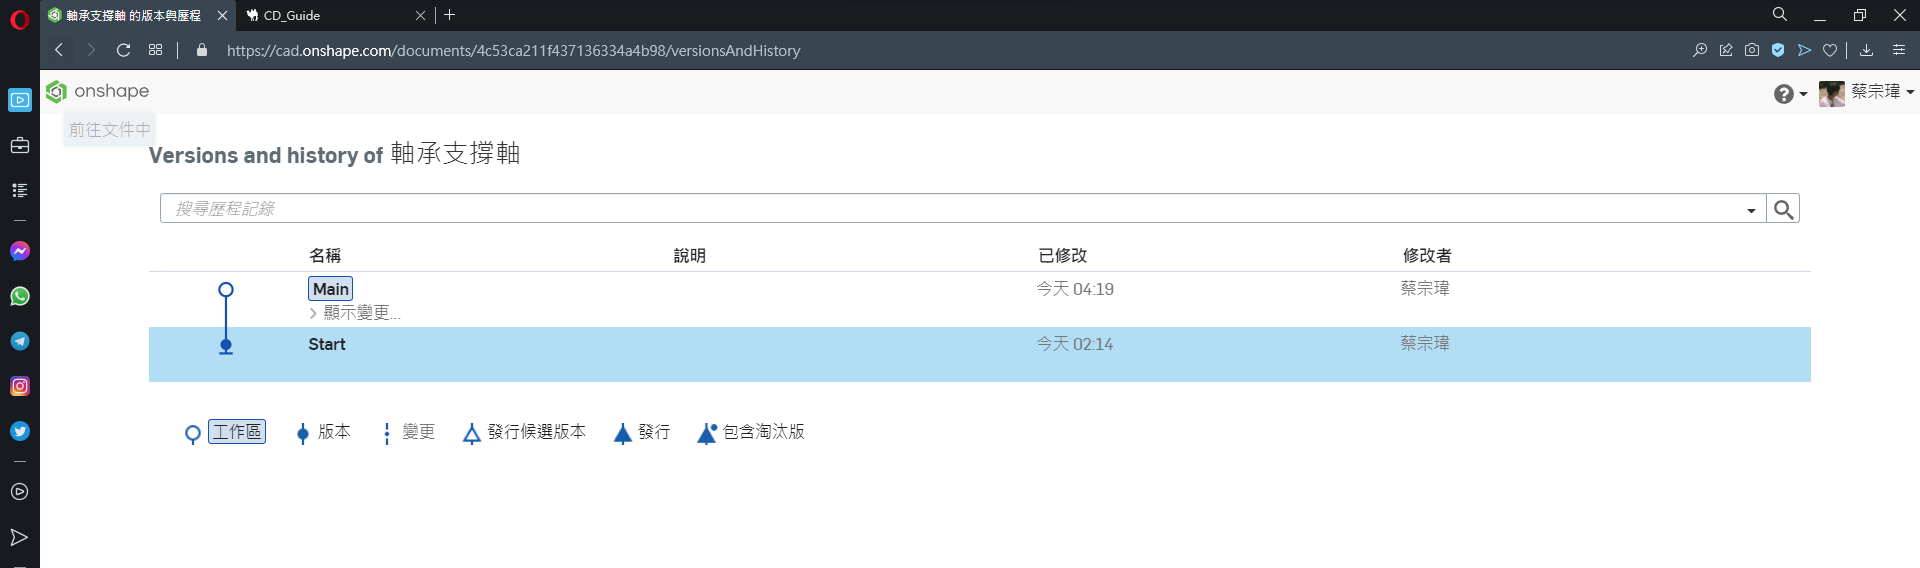 軸承支撐軸 的版本與歷程
CD_Guide
https://cad.onshape.com/documents/4c53ca211f437136334a4b98/versionsAndHistory
onshape
蔡宗瑋
前往文件中
Versions and history of 軸承支撐軸
搜尋歷程記錄
名稱 說明 已修改 修改者
Main 今天 04:19 蔡宗瑋
顯示變更...
Start 今天 02:14 蔡宗瑋
工作區 版本 變更 發行候選版本 發行 包含淘汰版